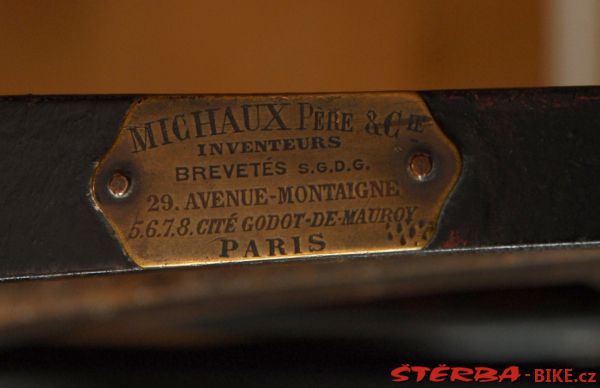 MICHAUX PÈRE & CIE
INVENTEURS
BREVETÉS S.G.D.G.
29. AVENUE-MONTAIGNE
5.6.7.8. CITÉ GODOT-DE-MAUROY
PARIS
ŠTĚRBA-BIKE.cz